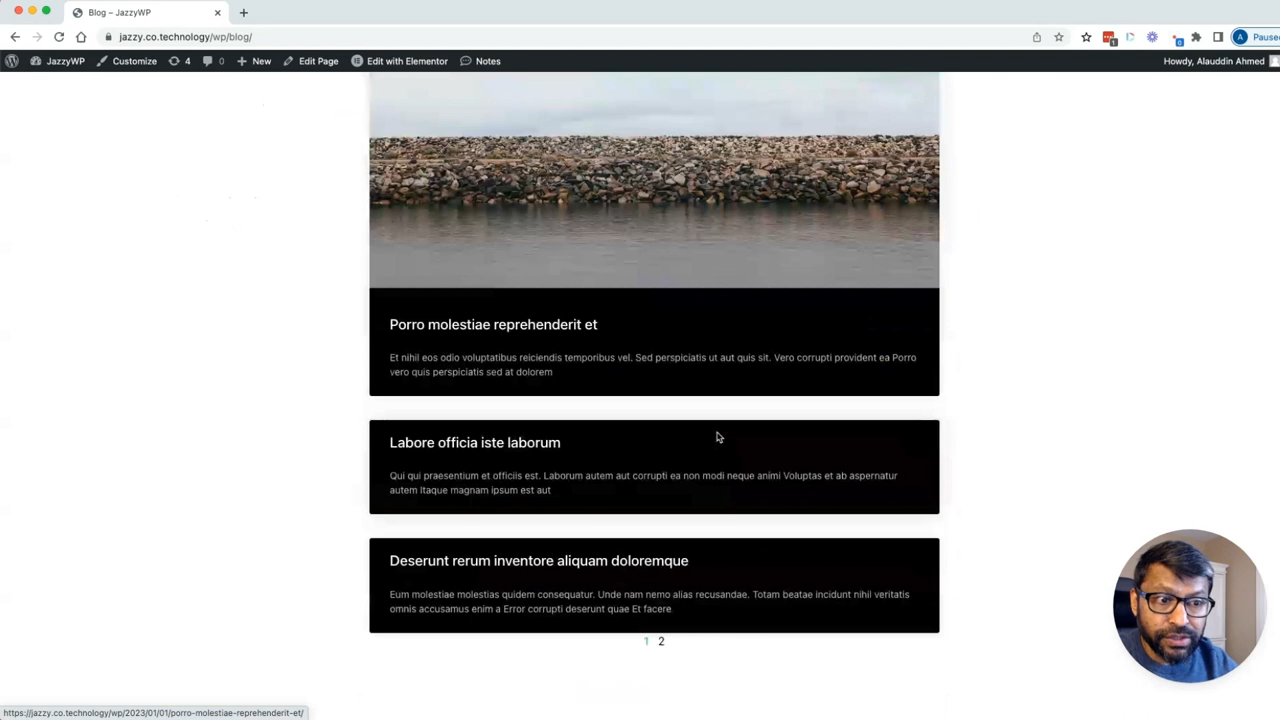 Blog – JazzyWP
jazzy.co.technology/wp/blog/
1
6
A
Paused
JazzyWP
Customize
4
0
New
Edit Page
Edit with Elementor
Notes
Howdy, Alauddin Ahmed
Porro molestiae reprehenderit et
Et nihil eos odio voluptatibus reiciendis temporibus vel. Sed perspiciatis ut aut quis sit. Vero corrupti provident ea Porro
vero quis perspiciatis sed at dolorem
Labore officia iste laborum
Qui qui praesentium et officiis est. Laborum autem aut corrupti ea non modi neque animi Voluptas et ab aspernatur
autem Itaque magnam ipsum est aut
Deserunt rerum inventore aliquam doloremque
Eum molestiae molestias quidem consequatur. Unde nam nemo alias recusandae. Totam beatae incidunt nihil veritatis
omnis accusamus enim a Error corrupti deserunt quae Et facere
1 2
https://jazzy.co.technology/wp/2023/01/01/porro-molestiae-reprehenderit-et/